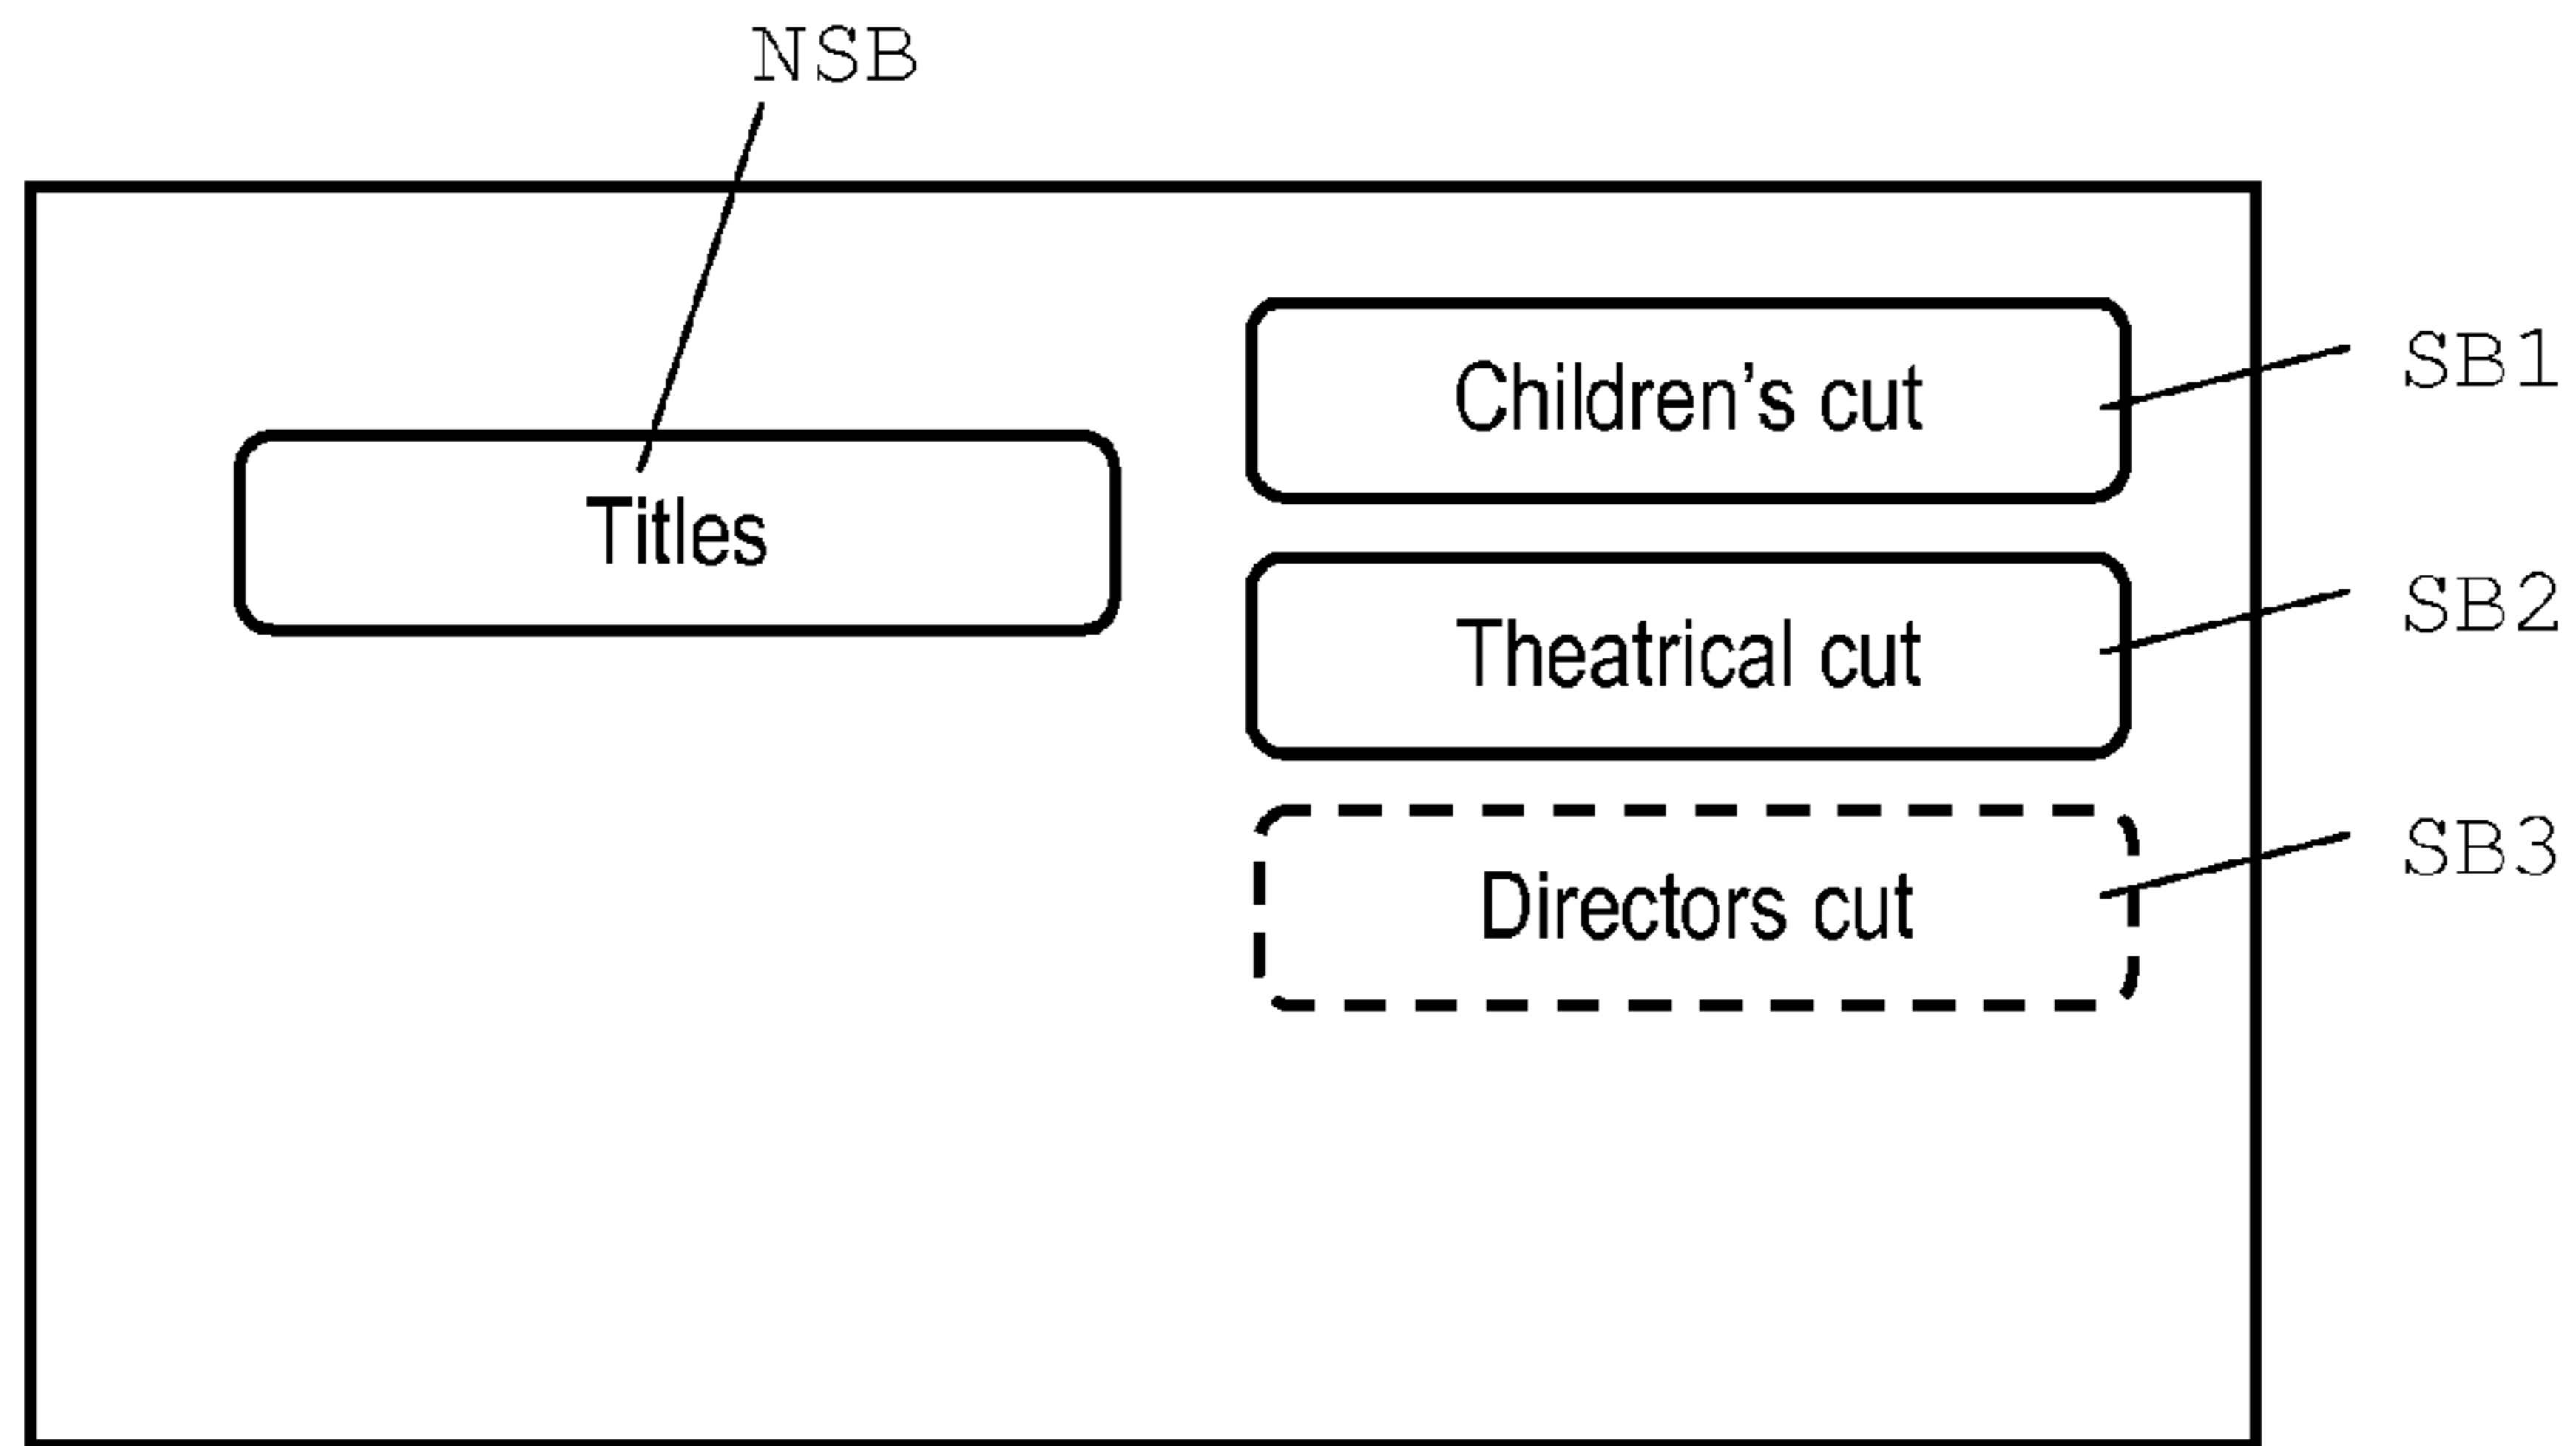 NSB
Titles
Children's cut
SB1
Theatrical cut
SB2
Directors cut
SB3